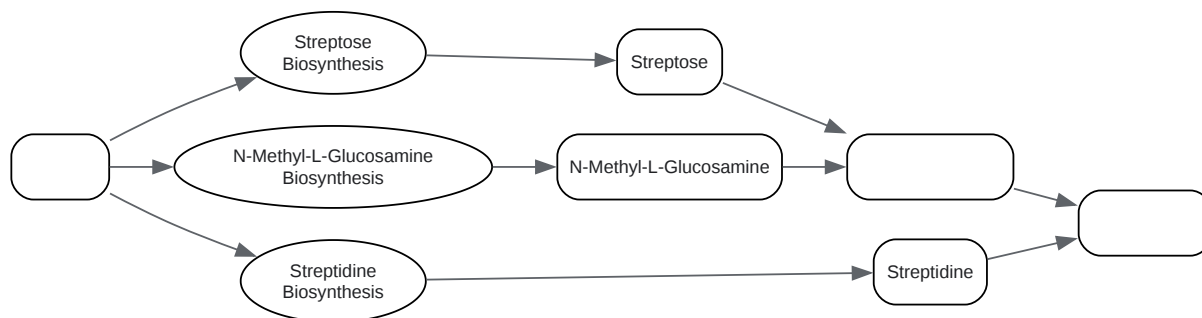 Streptose
Biosynthesis
Streptose
N-Methyl-L-Glucosamine
Biosynthesis
N-Methyl-L-Glucosamine
Streptidine
Biosynthesis
Streptidine